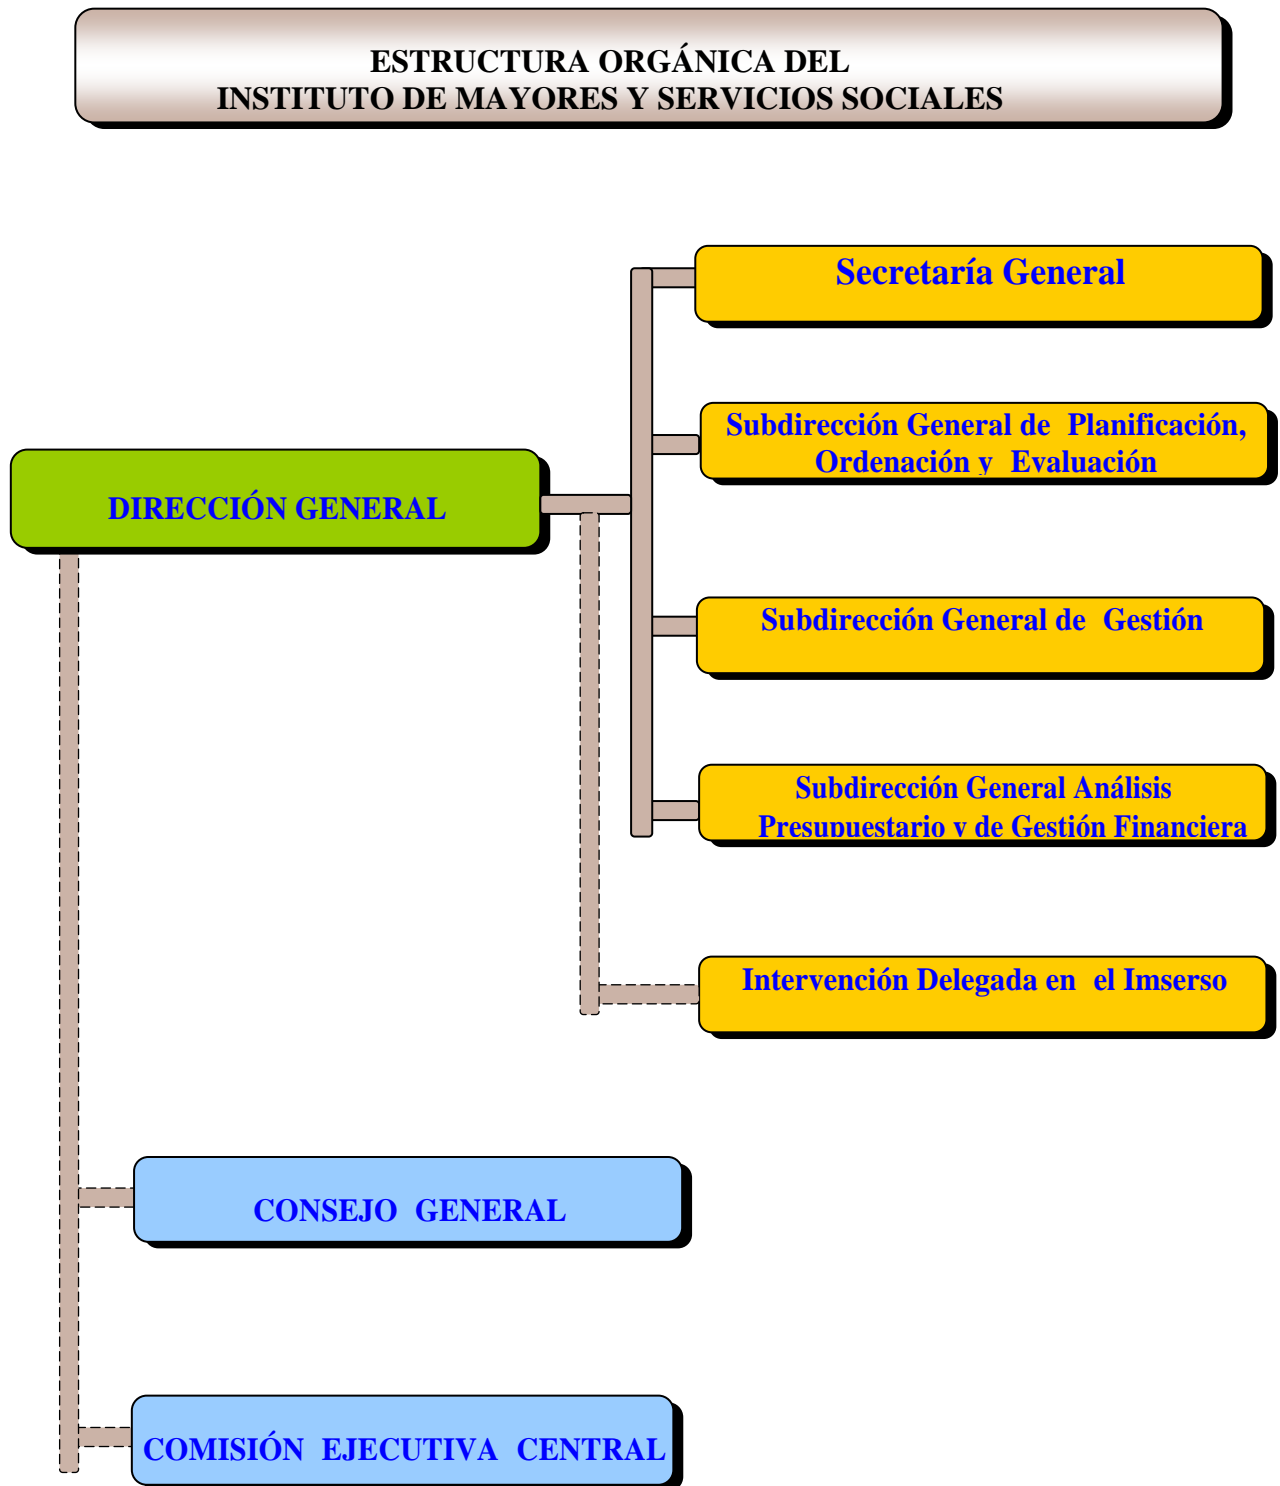 ESTRUCTURA ORGÁNICA DEL
INSTITUTO DE MAYORES Y SERVICIOS SOCIALES
Secretaría General
Subdirección General de Planificación,
Ordenación y Evaluación
DIRECCIÓN GENERAL
Subdirección General de Gestión
Subdirección General Análisis
Presupuestario y de Gestión Financiera
Intervención Delegada en el Imserso
CONSEJO GENERAL
COMISIÓN EJECUTIVA CENTRAL